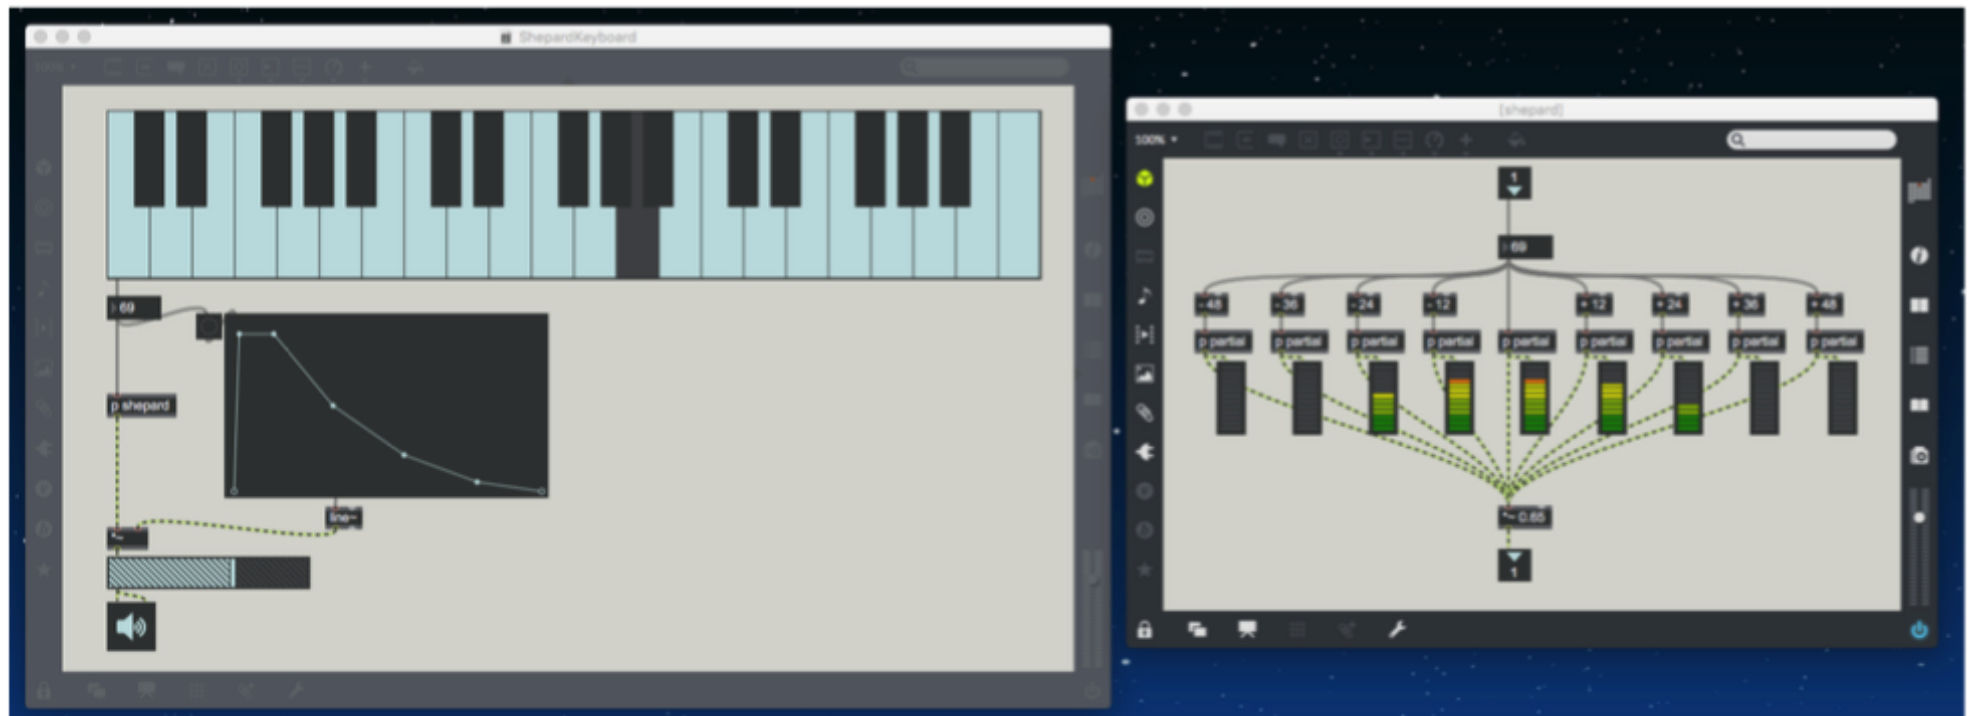 ShepardKeyboard
100%
69
p shepard
line~
*~
[shepard]
100%
1
69
- 48 - 36 - 24 - 12 + 12 + 24 + 36 + 48
p partial p partial p partial p partial p partial p partial p partial p partial p partial
*~ 0.65
1